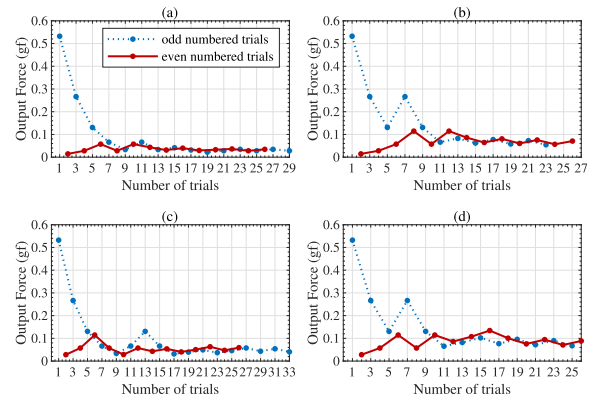 (a)
0.6
0.5
0.4
0.3
0.2
0.1
0
Output Force (gf)
odd numbered trials
even numbered trials
1 3 5 7 9 11 13 15 17 19 21 23 25 27 29
Number of trials
(b)
0.6
0.5
0.4
0.3
0.2
0.1
0
Output Force (gf)
1 3 5 7 9 11 13 15 17 19 21 23 25 27
Number of trials
(c)
0.6
0.5
0.4
0.3
0.2
0.1
0
Output Force (gf)
1 3 5 7 9 11 13 15 17 19 21 23 25 27 29 31 33
Number of trials
(d)
0.6
0.5
0.4
0.3
0.2
0.1
0
Output Force (gf)
1 3 5 7 9 11 13 15 17 19 21 23 25
Number of trials